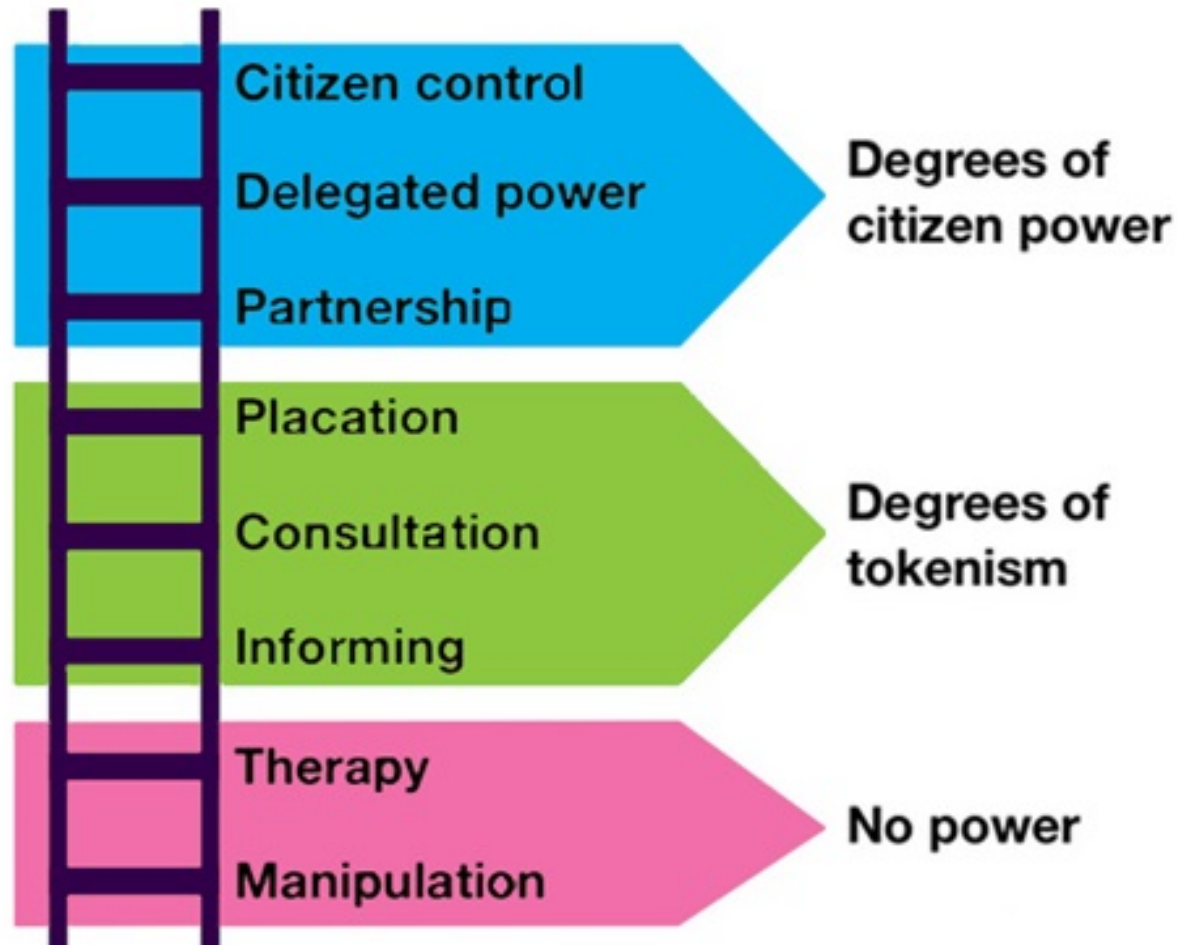 Citizen control
Delegated power
Partnership
Degrees of
citizen power
Placation
Consultation
Informing
Degrees of
tokenism
Therapy
Manipulation
No power